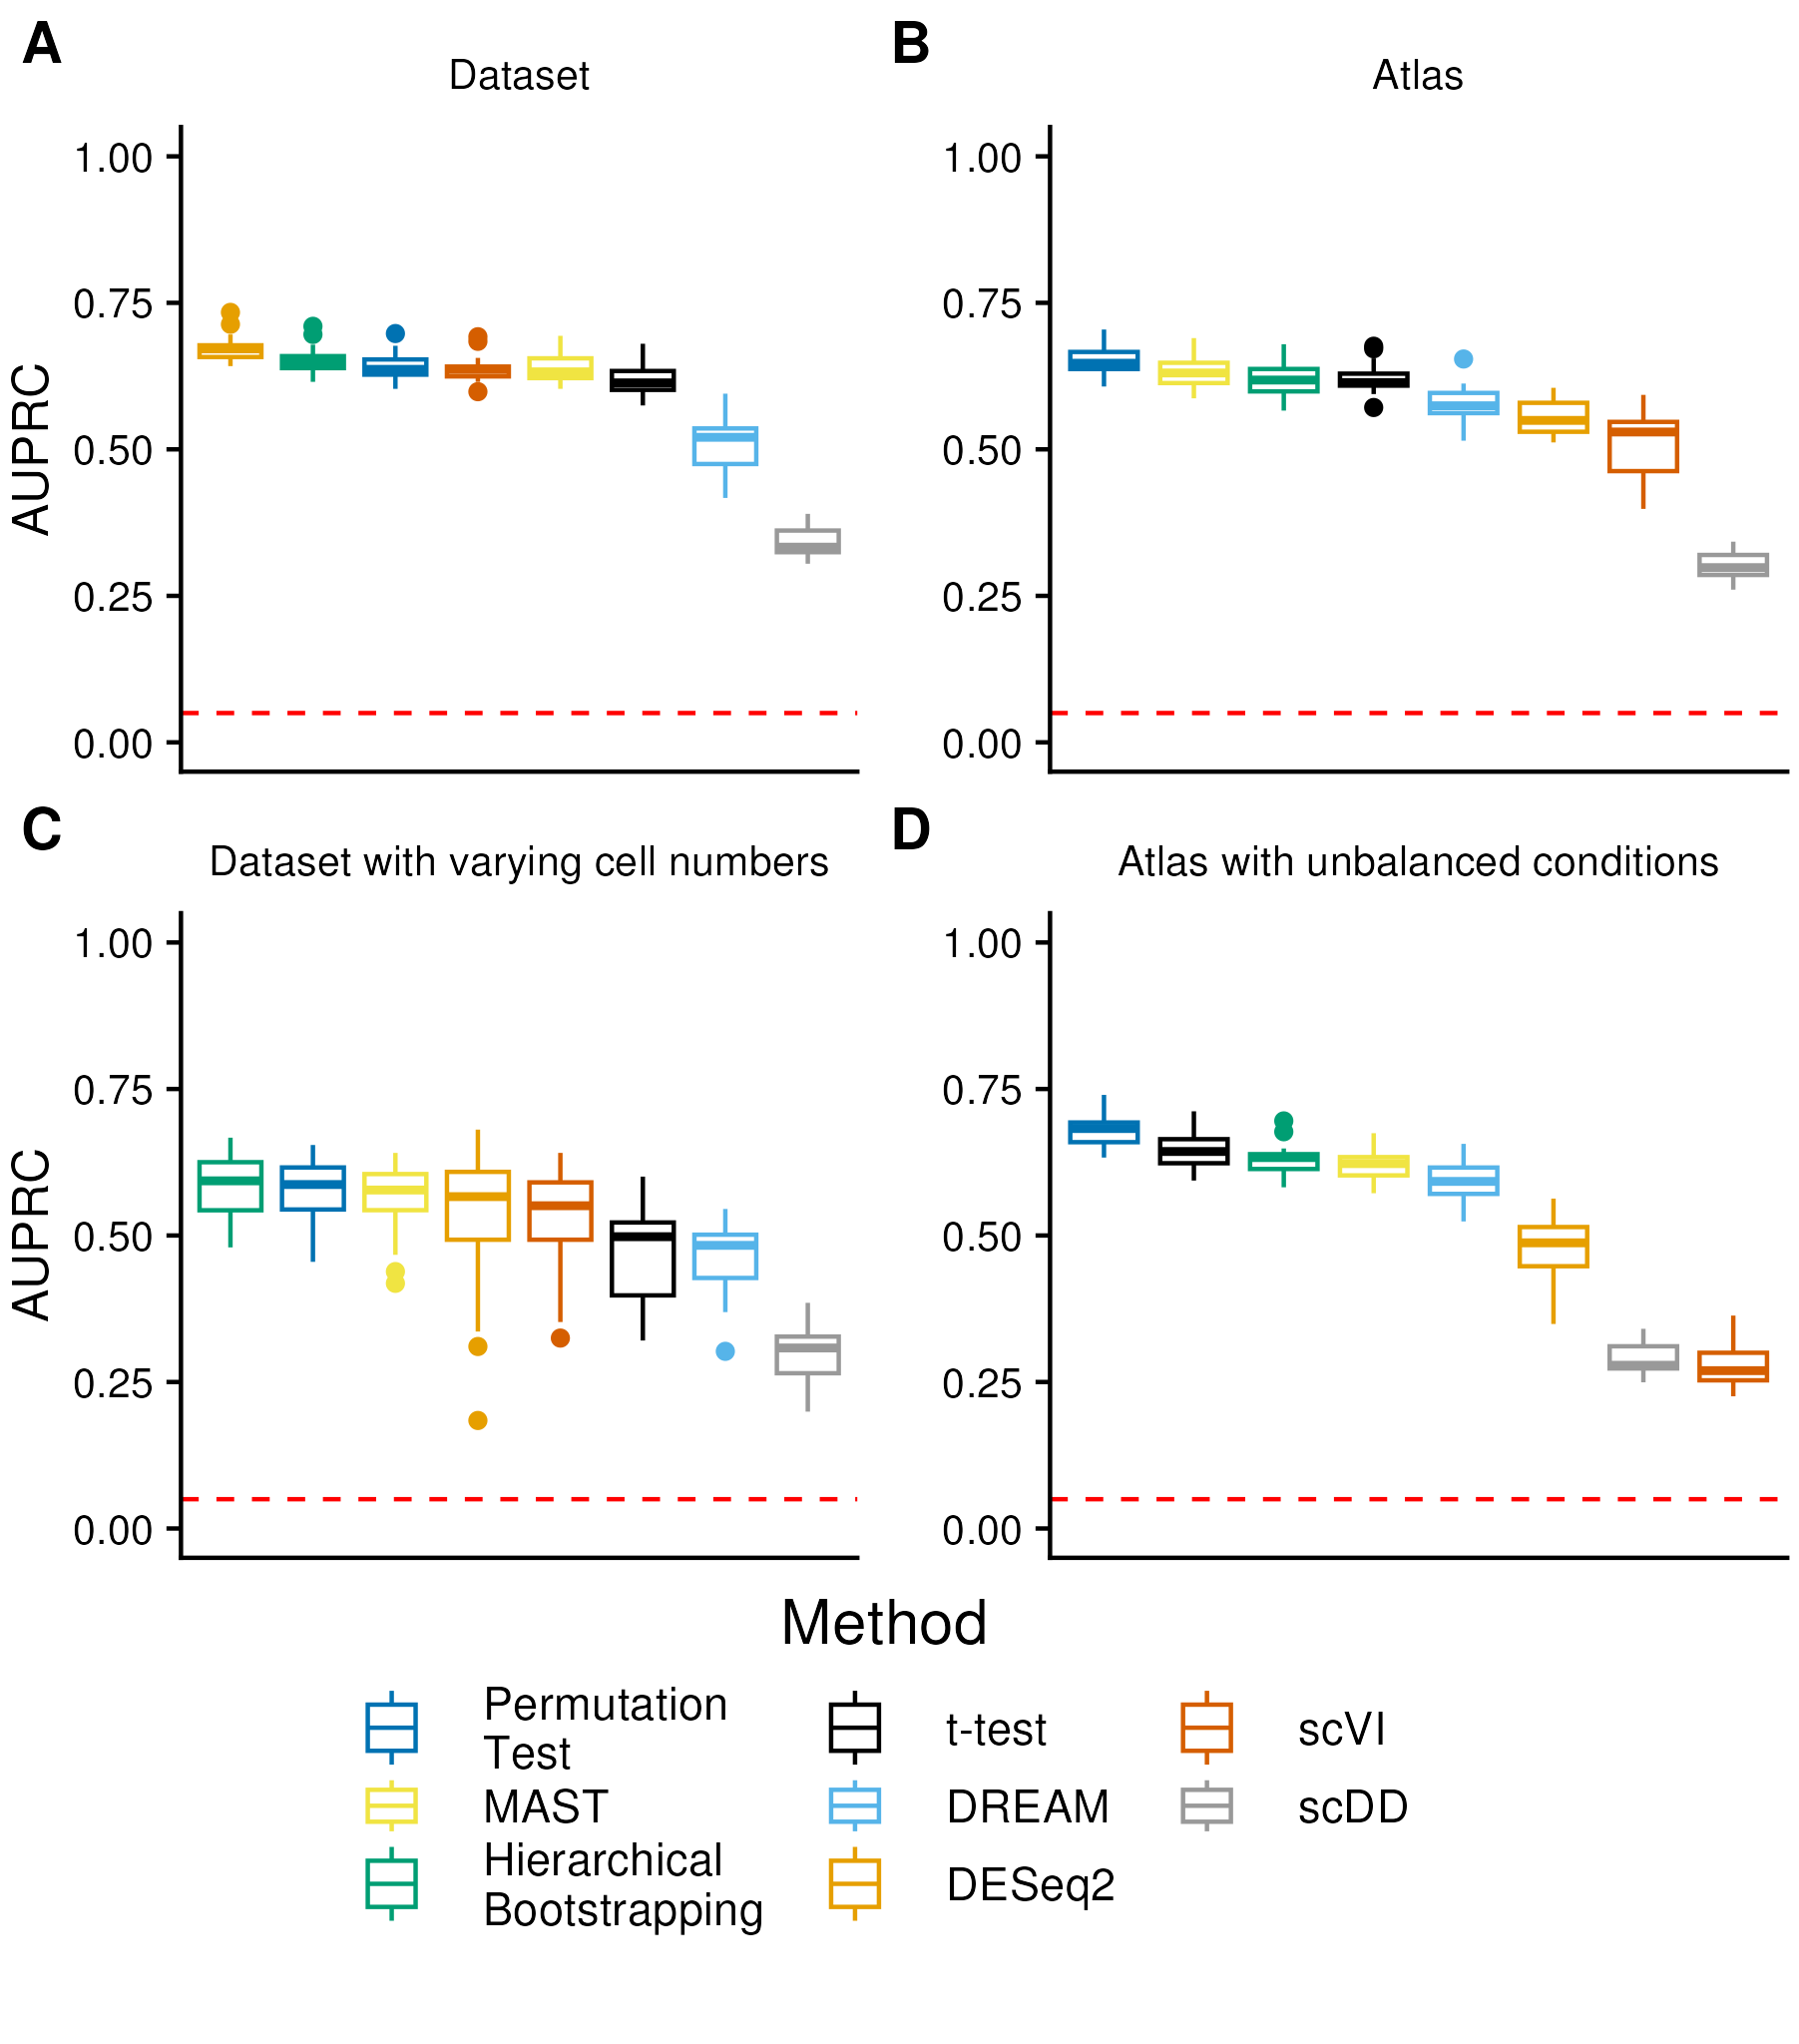 A
Dataset
1.00
0.75
0.50
0.25
0.00
AUPRC
B
Atlas
1.00
0.75
0.50
0.25
0.00
C
Dataset with varying cell numbers
1.00
0.75
0.50
0.25
0.00
AUPRC
D
Atlas with unbalanced conditions
1.00
0.75
0.50
0.25
0.00
Method
Permutation
Test
MAST
Hierarchical
Bootstrapping
t-test
DREAM
DESeq2
scVI
scDD